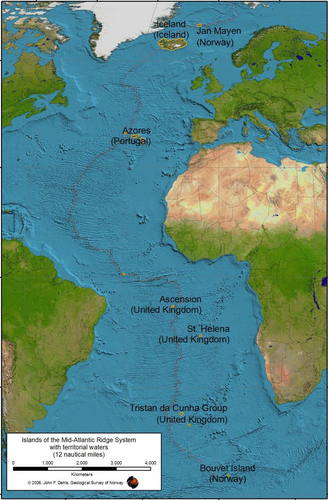 Iceland
(Iceland)
Jan Mayen
(Norway)
Azores
(Portugal)
Ascension
(United Kingdom)
St. Helena
(United Kingdom)
Tristan da Cunha Group
(United Kingdom)
Bouvet Island
(Norway)
Islands of the Mid-Atlantic Ridge System
with territorial waters
(12 nautical miles)
0 1,000 2,000 3,000 4,000
Kilometers
© 2006. John F. Dehls, Geological Survey of Norway